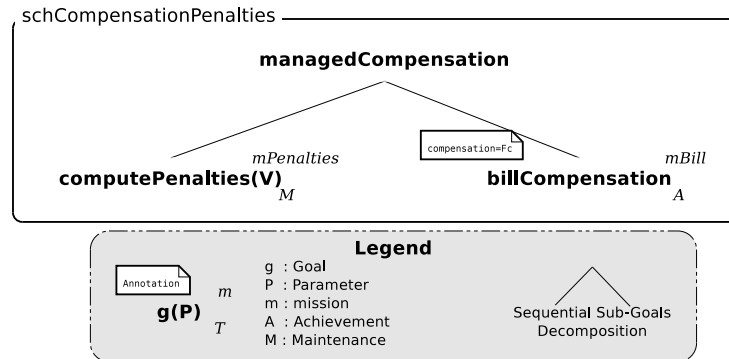 schCompensationPenalties
managedCompensation
compensation=Fc
mPenalties
mBill
computePenalties(V)
billCompensation
M
A
Legend
Annotation
m
g(P)
T
g : Goal
P : Parameter
m : mission
A : Achievement
M : Maintenance
Sequential Sub-Goals
Decomposition